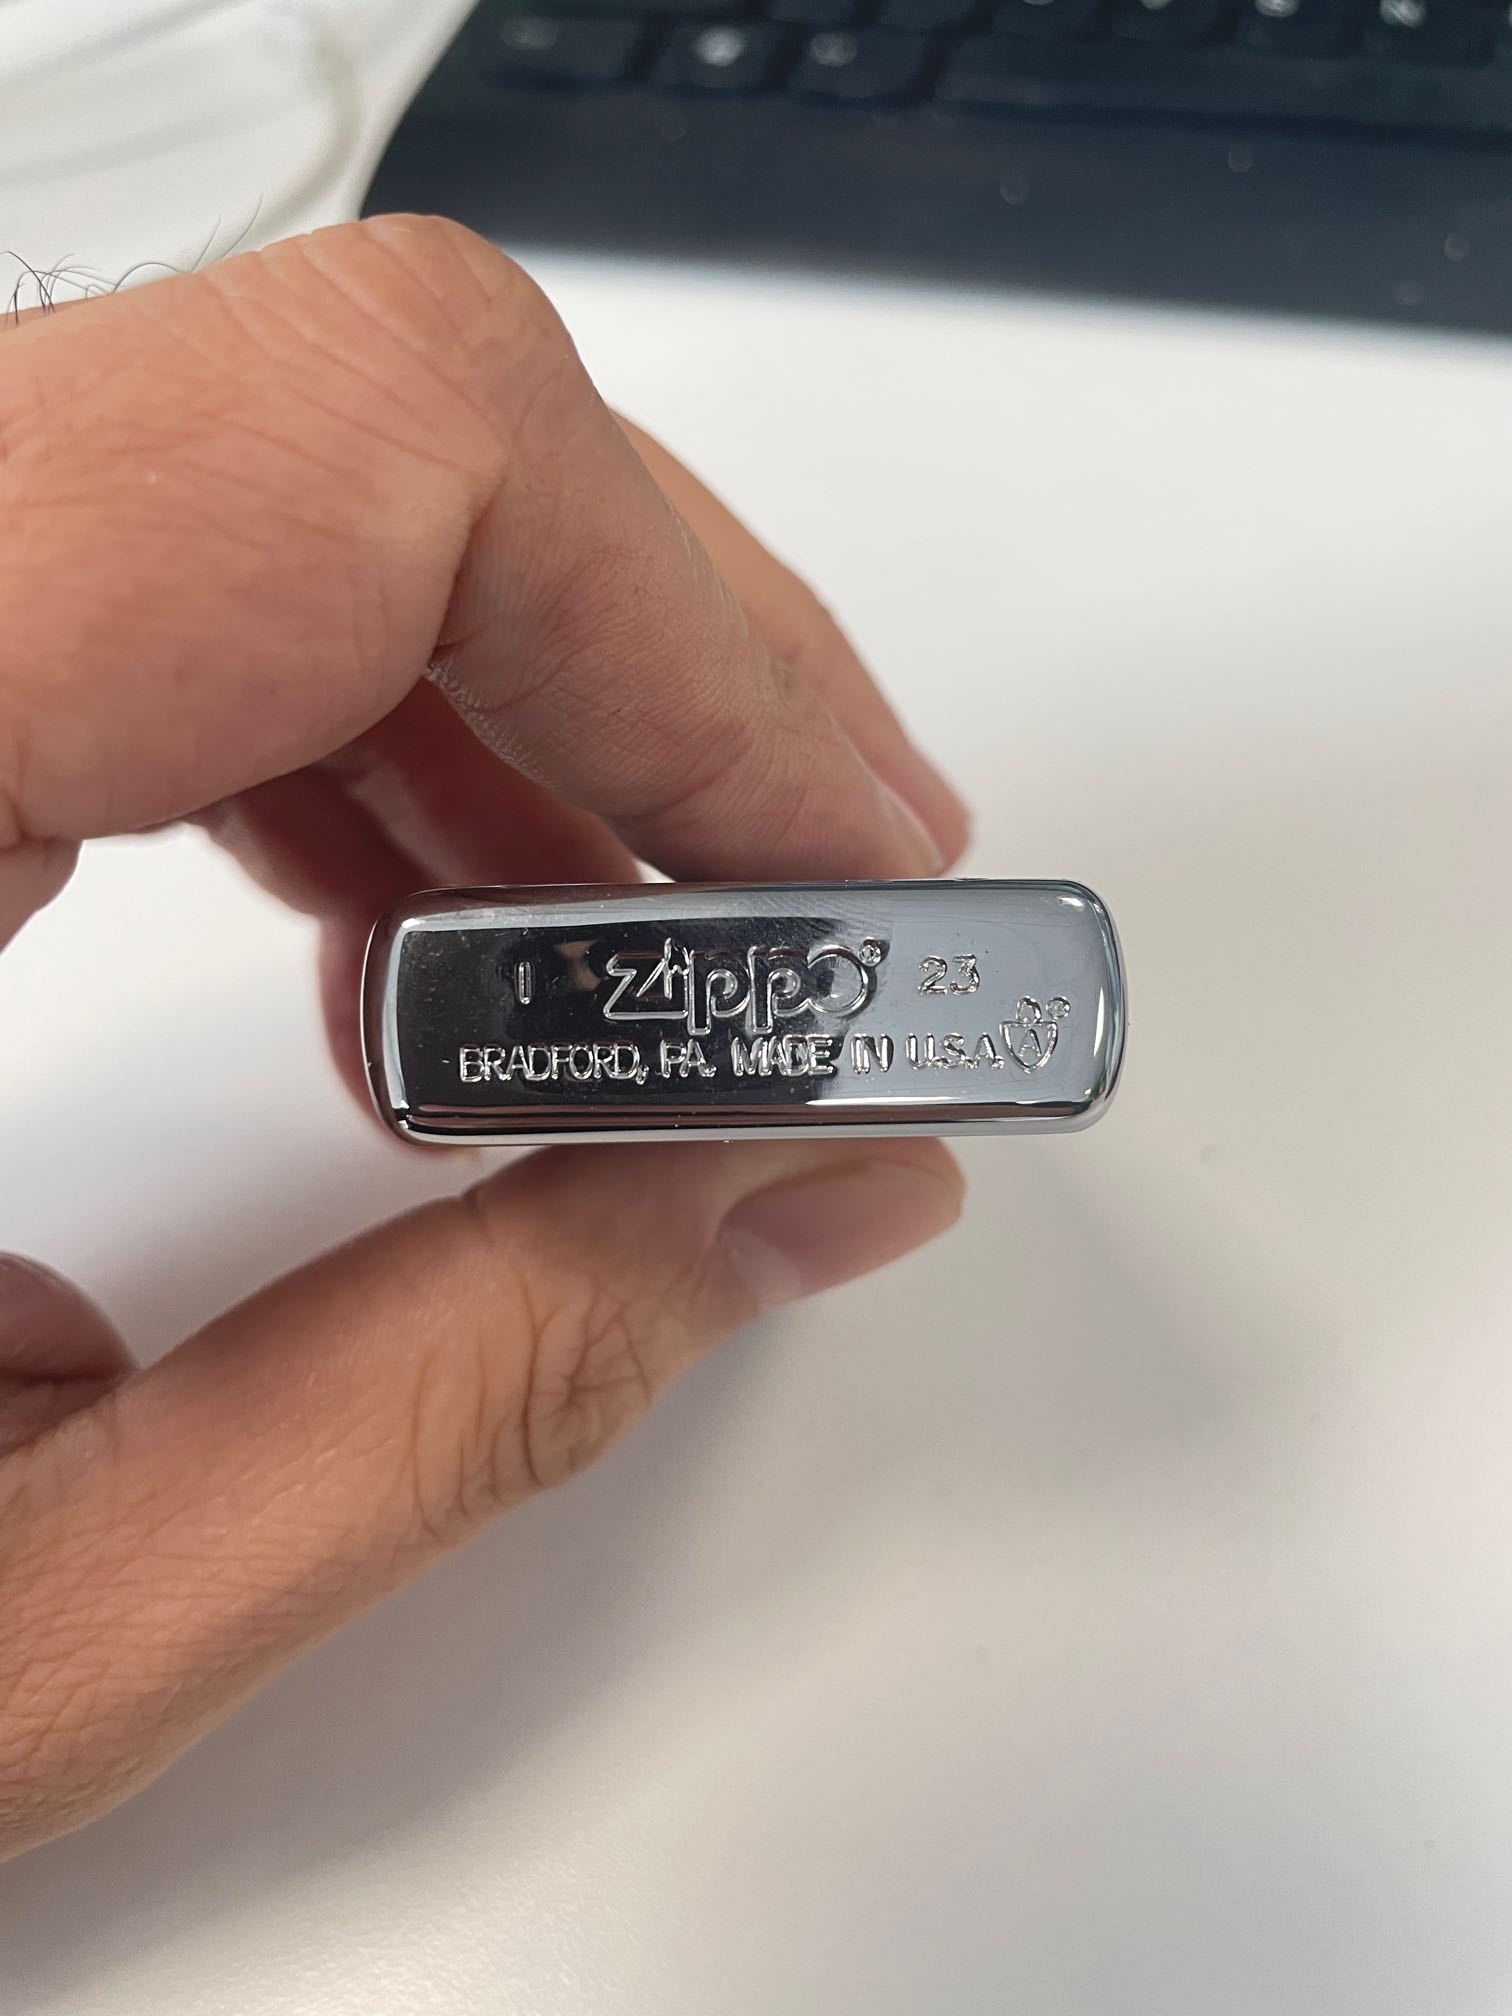 I zippo® 23
BRADFORD, PA. MADE IN U.S.A. A ®